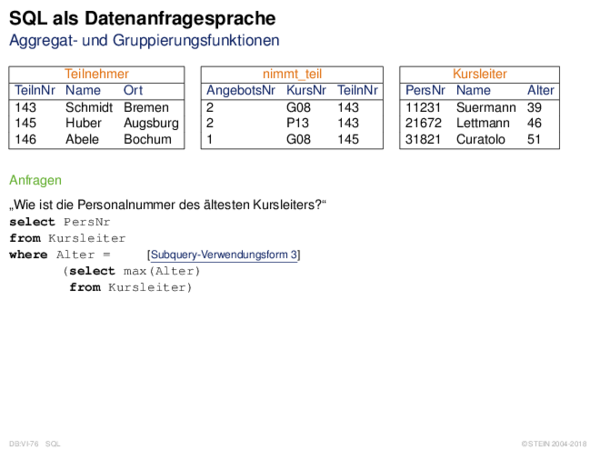 SQL als Datenanfragesprache
Aggregat- und Gruppierungsfunktionen
Teilnehmer
TeilnNr Name Ort
143 Schmidt Bremen
145 Huber Augsburg
146 Abele Bochum
nimmt_teil
AngebotsNr KursNr TeilnNr
2 G08 143
2 P13 143
1 G08 145
Kursleiter
PersNr Name Alter
11231 Suermann 39
21672 Lettmann 46
31821 Curatolo 51
Anfragen
„Wie ist die Personalnummer des ältesten Kursleiters?“
select PersNr
from Kursleiter
where Alter = [Subquery-Verwendungsform 3]
(select max(Alter)
from Kursleiter)
DB:VI-76 SQL
© STEIN 2004-2018